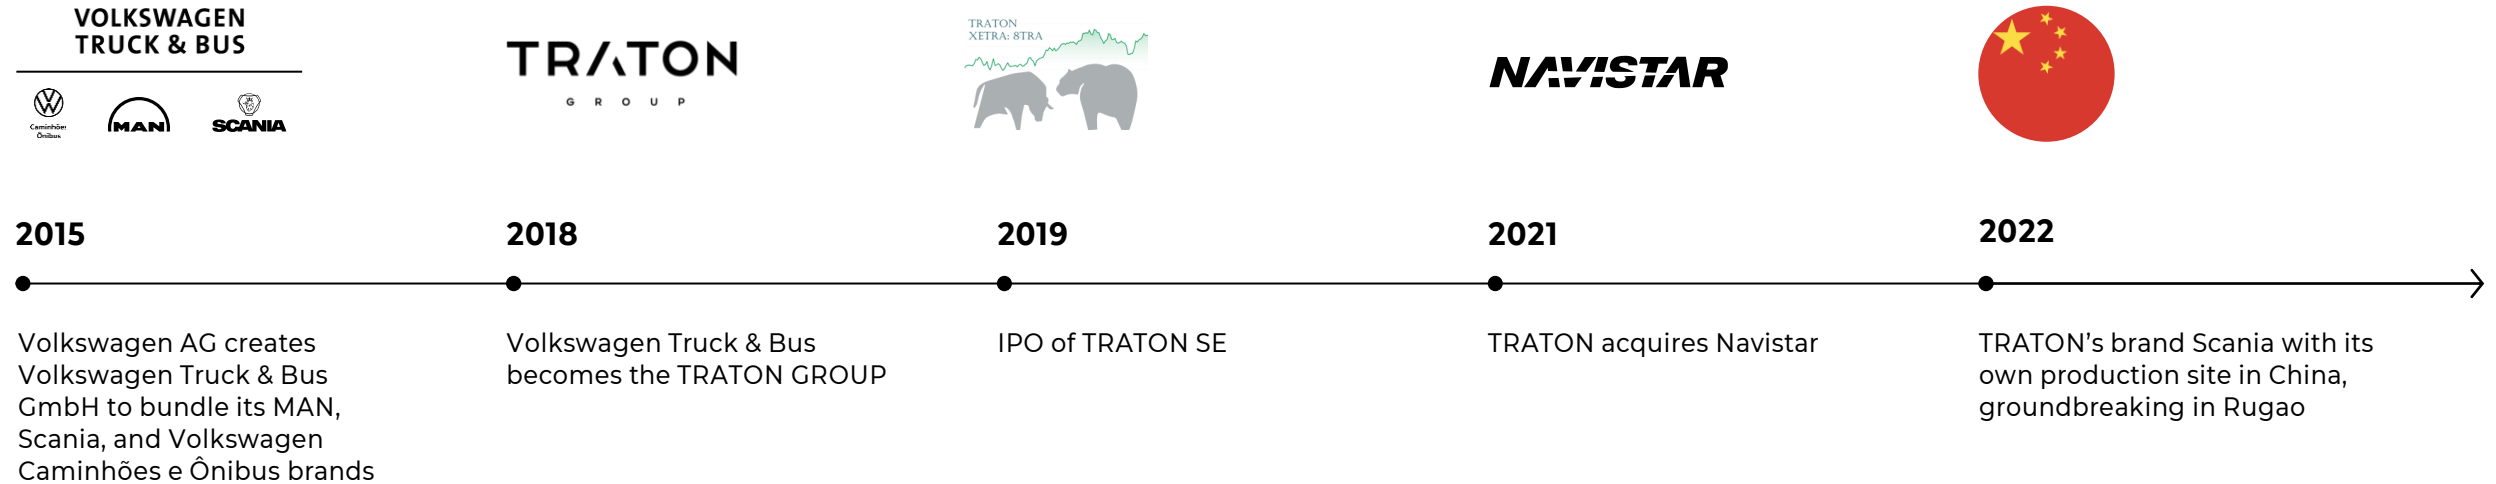 VOLKSWAGEN
TRUCK & BUS
Caminhões
Ônibus
MAN
SCANIA
TRATON
GROUP
TRATON
XETRA: 8TRA
NAVISTAR
2015
2018
2019
2021
2022
Volkswagen AG creates
Volkswagen Truck & Bus
GmbH to bundle its MAN,
Scania, and Volkswagen
Caminhões e Ônibus brands
Volkswagen Truck & Bus
becomes the TRATON GROUP
IPO of TRATON SE
TRATON acquires Navistar
TRATON’s brand Scania with its
own production site in China,
groundbreaking in Rugao